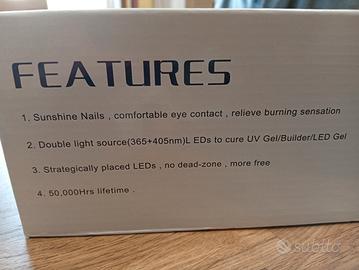 FEATURES
1. Sunshine Nails , comfortable eye contact , relieve burning sensation
2. Double light source(365+405nm)L EDs to cure UV Gel/Builder/LED Gel
3. Strategically placed LEDs , no dead-zone , more free
4. 50,000Hrs lifetime .
subito